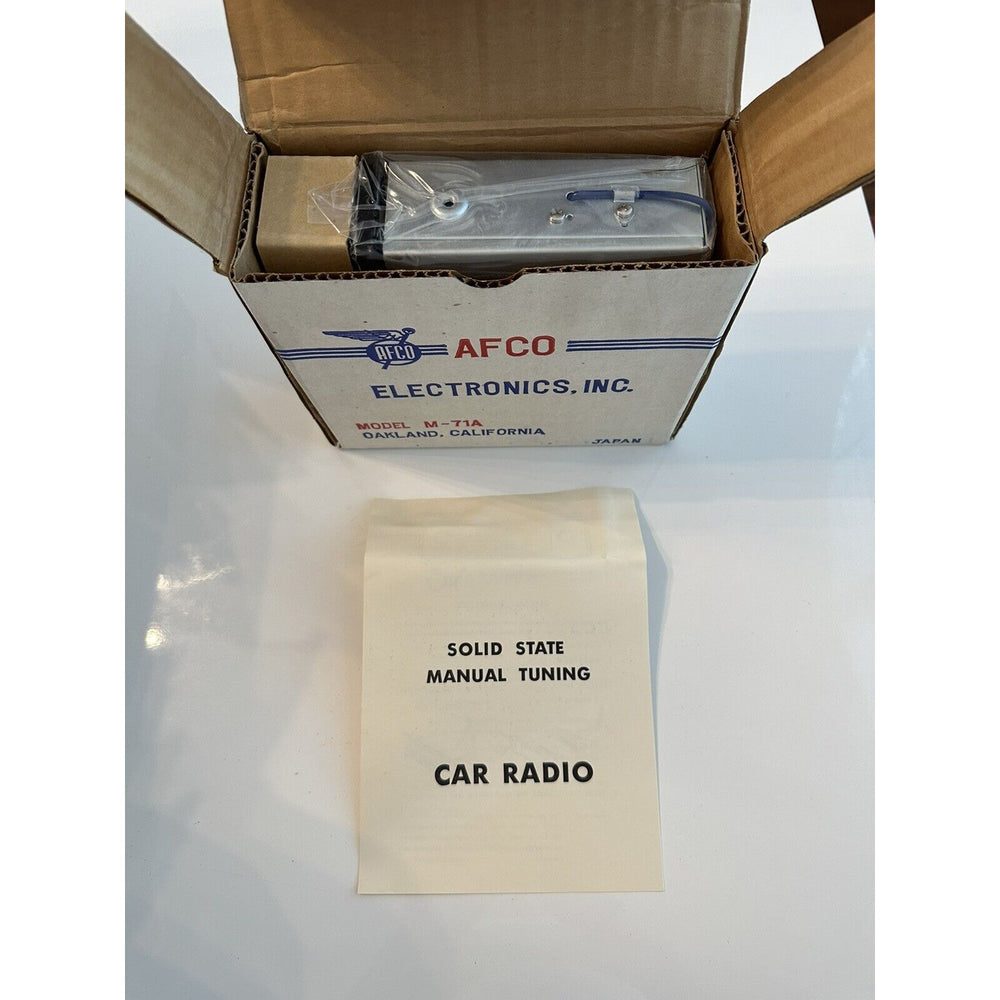 AFCO
AFCO
ELECTRONICS, INC.
MODEL M-71A
OAKLAND, CALIFORNIA
JAPAN
SOLID STATE
MANUAL TUNING
CAR RADIO